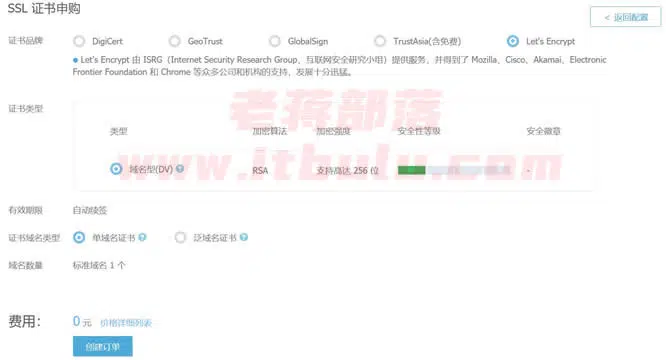 SSL 证书申购
< 返回配置
证书品牌 DigiCert GeoTrust GlobalSign TrustAsia(含免费) Let's Encrypt
Let's Encrypt 由 ISRG（Internet Security Research Group，互联网安全研究小组）提供服务，并得到了 Mozilla、Cisco、Akamai、Electronic
Frontier Foundation 和 Chrome 等众多公司和机构的支持，发展十分迅猛。
老蒋部落
www.itbulu.com
证书类型
类型 加密算法 加密强度 安全性等级 安全徽章
域名型(DV) ? RSA 支持高达 256 位 -
有效期限 自动续签
证书域名类型 单域名证书 ? 泛域名证书 ?
域名数量 标准域名 1 个
费用： 0 元 价格详细列表
创建订单